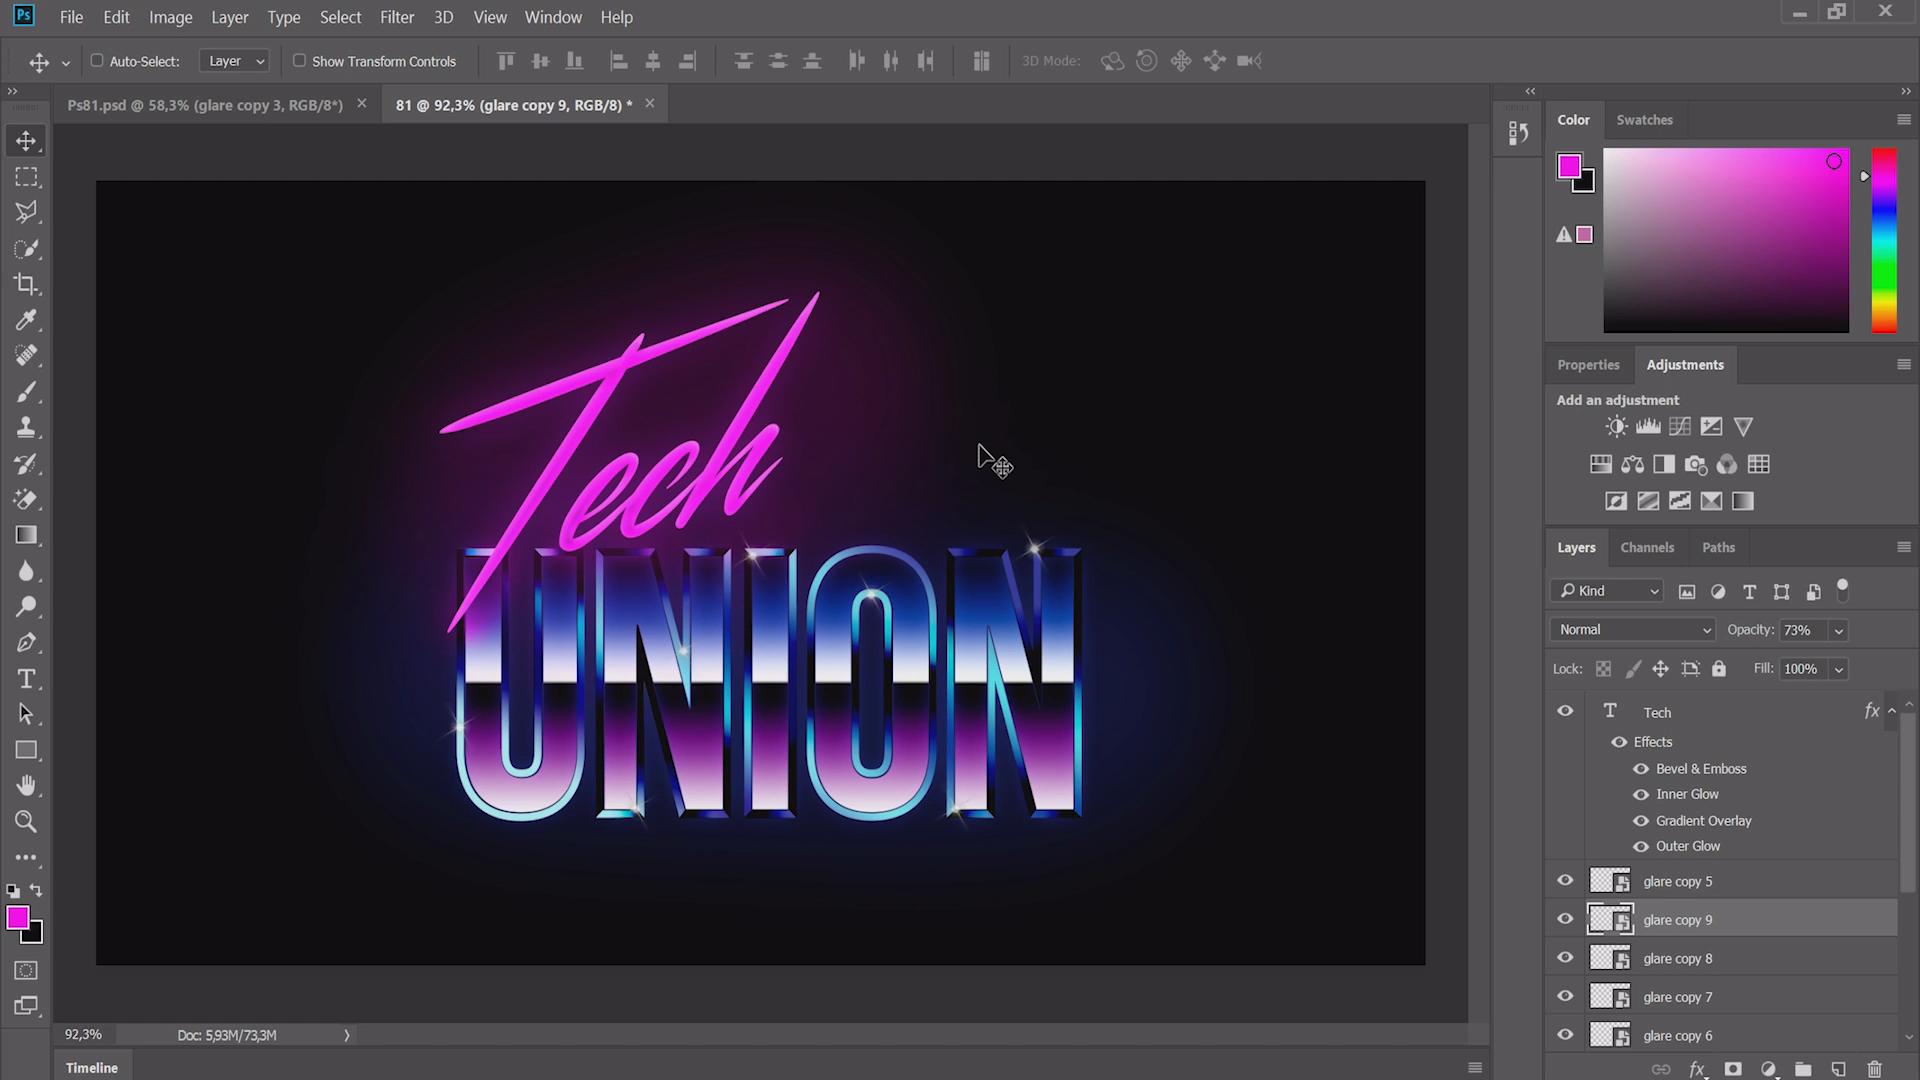 Ps File Edit Image Layer Type Select Filter 3D View Window Help
Auto-Select: Layer Show Transform Controls 3D Mode:
Ps81.psd @ 58,3% (glare copy 3, RGB/8*) × 81 @ 92,3% (glare copy 9, RGB/8) * ×
Color Swatches
Tech
UNION
Properties Adjustments
Add an adjustment
Layers Channels Paths
Kind
Normal Opacity: 73%
Lock: Fill: 100%
T Tech fx
Effects
Bevel & Emboss
Inner Glow
Gradient Overlay
Outer Glow
glare copy 5
glare copy 9
glare copy 8
glare copy 7
glare copy 6
fx
92,3% Doc: 5,93M/73,3M
Timeline